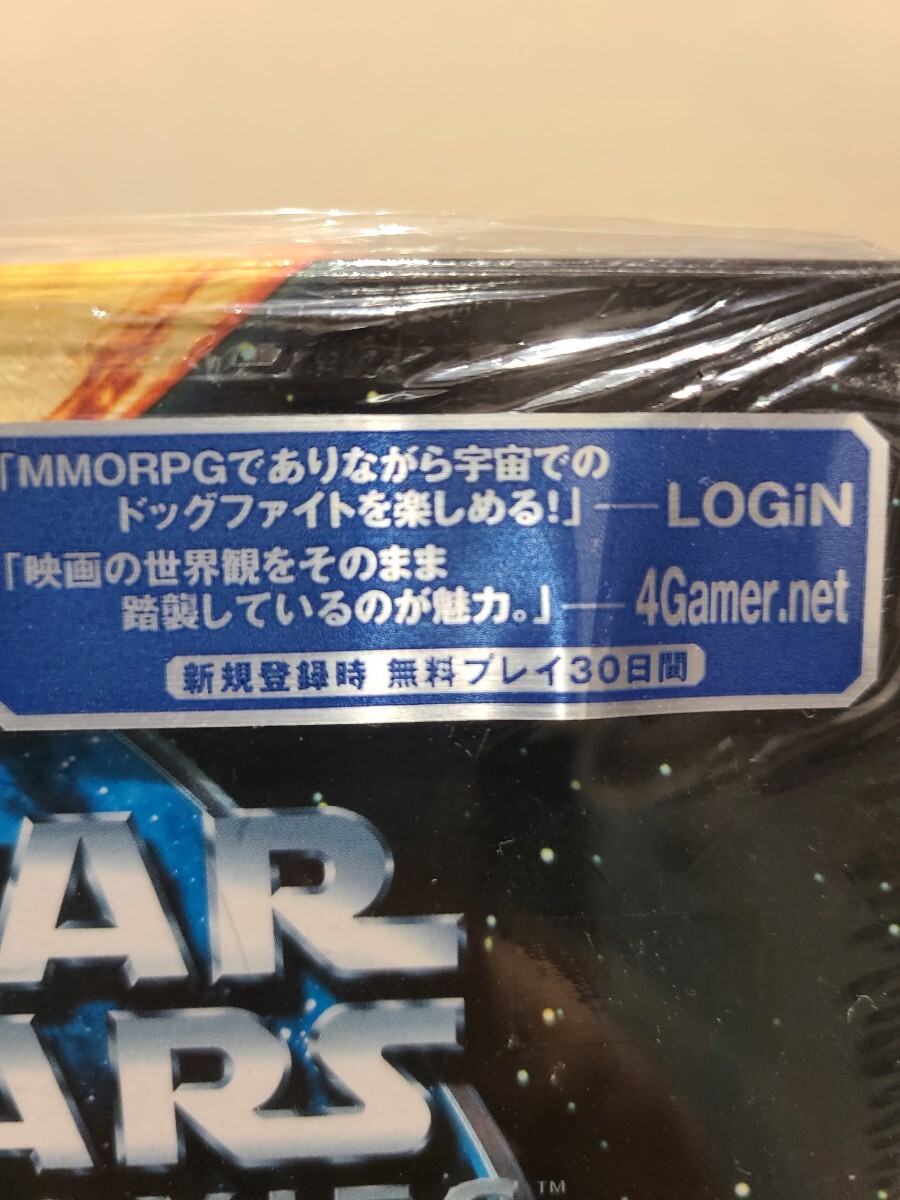 「MMORPGでありながら宇宙での
ドッグファイトを楽しめる!」——LOGiN
「映画の世界観をそのまま
踏襲しているのが魅力。」——4Gamer.net
新規登録時 無料プレイ30日間
TAR
ARS
™